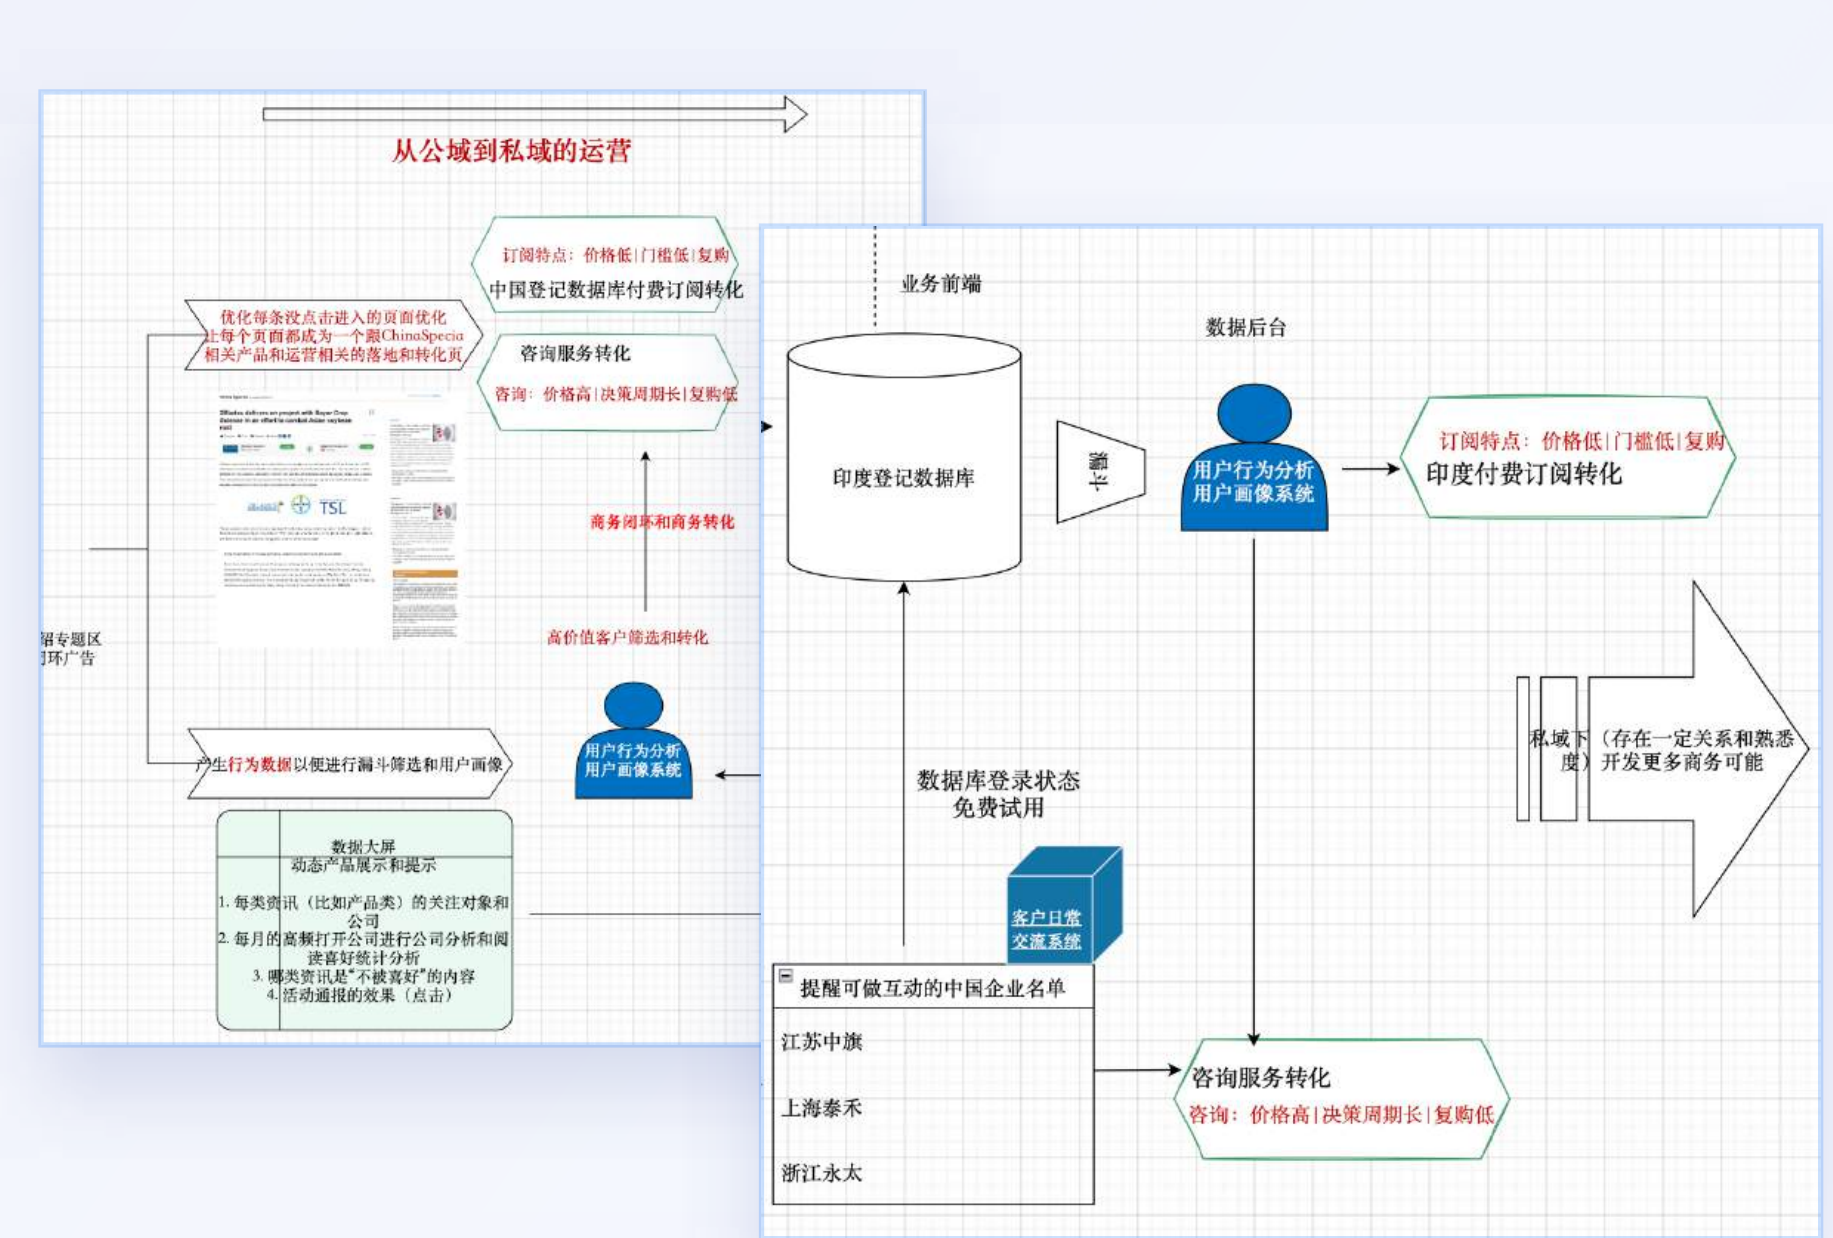 从公域到私域的运营
订阅特点：价格低|门槛低|复购
中国登记数据库付费订阅转化
优化每条没点击进入的页面优化
让每个页面都成为一个跟ChinaSpecia
相关产品和运营相关的落地和转化页
咨询服务转化
咨询：价格高|决策周期长|复购低
TSL
商务闭环和商务转化
高价值客户筛选和转化
绍专题区
闭环广告
用户行为分析
用户画像系统
产生行为数据以便进行漏斗筛选和用户画像
数据大屏
动态产品展示和提示
1. 每类资讯（比如产品类）的关注对象和
公司
2. 每月的高频打开公司进行公司分析和阅
读喜好统计分析
3. 哪类资讯是“不被喜好”的内容
4. 活动通报的效果（点击）
业务前端
数据后台
印度登记数据库
漏斗
用户行为分析
用户画像系统
订阅特点：价格低|门槛低|复购
印度付费订阅转化
私域下（存在一定关系和熟悉
度）开发更多商务可能
数据库登录状态
免费试用
客户日常
交流系统
提醒可做互动的中国企业名单
江苏中旗
上海泰禾
浙江永太
咨询服务转化
咨询：价格高|决策周期长|复购低